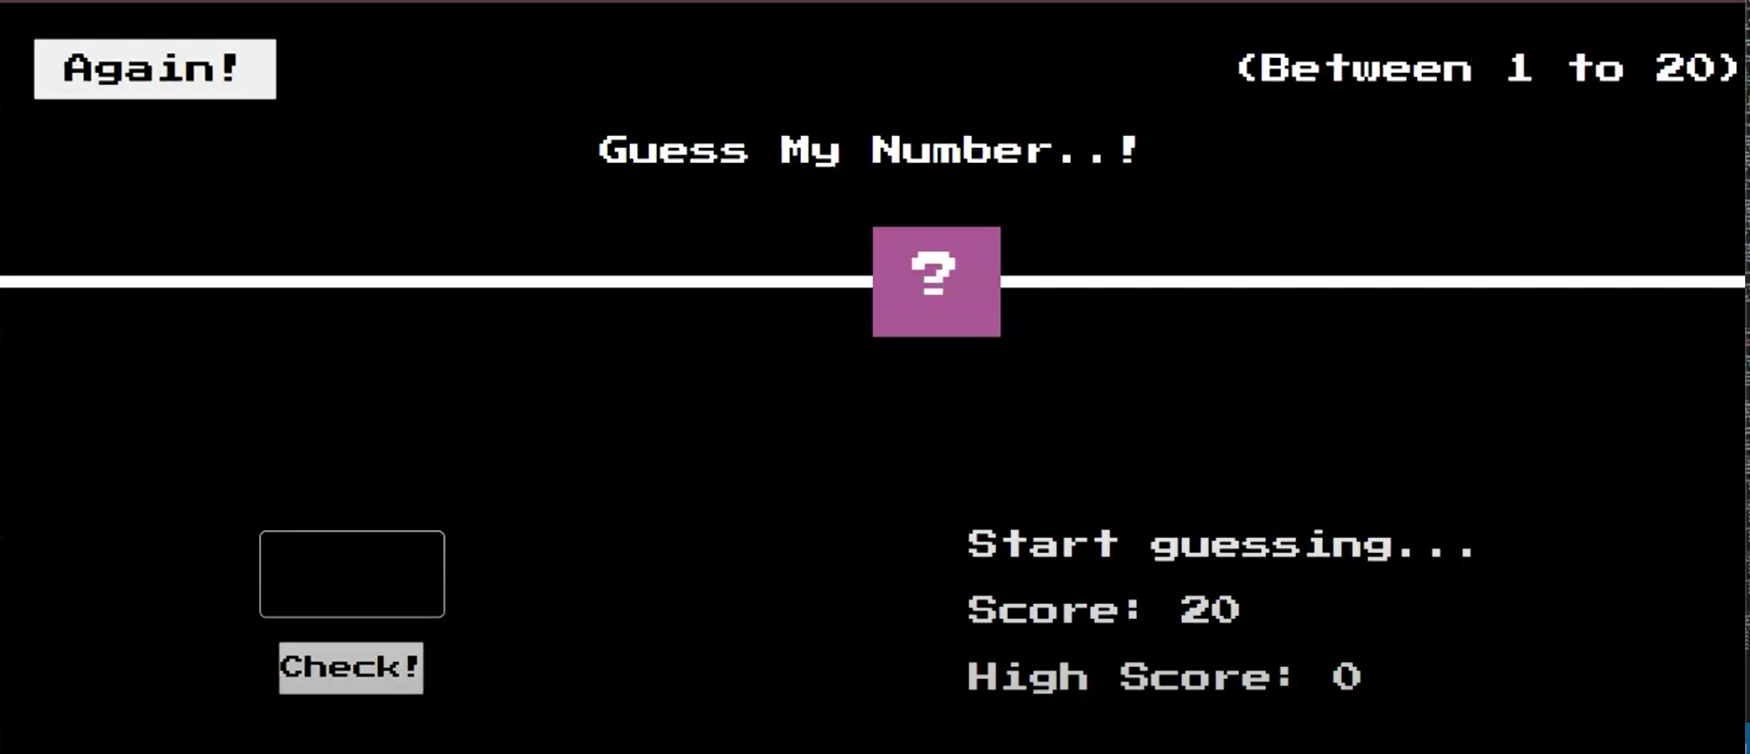 Again!
(Between 1 to 20)
Guess My Number..!
?
Start guessing...
Score: 20
High Score: 0
Check!